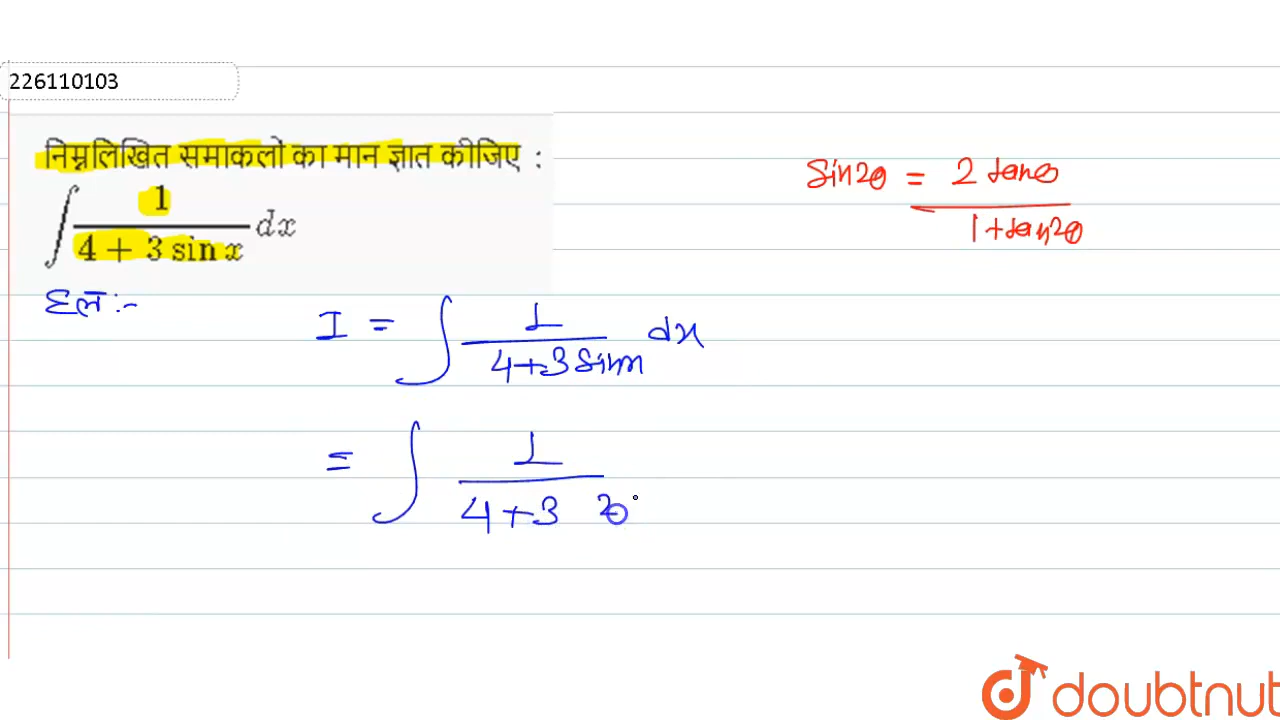 226110103
निम्नलिखित समाकलों का मान ज्ञात कीजिए :
∫ 1/(4 + 3 sin x) dx
sin2θ = 2 tanθ / 1+tan2θ
हल :-
I = ∫ 1/(4+3 sinx) dx
= ∫ 1/(4+3 2
doubtnut